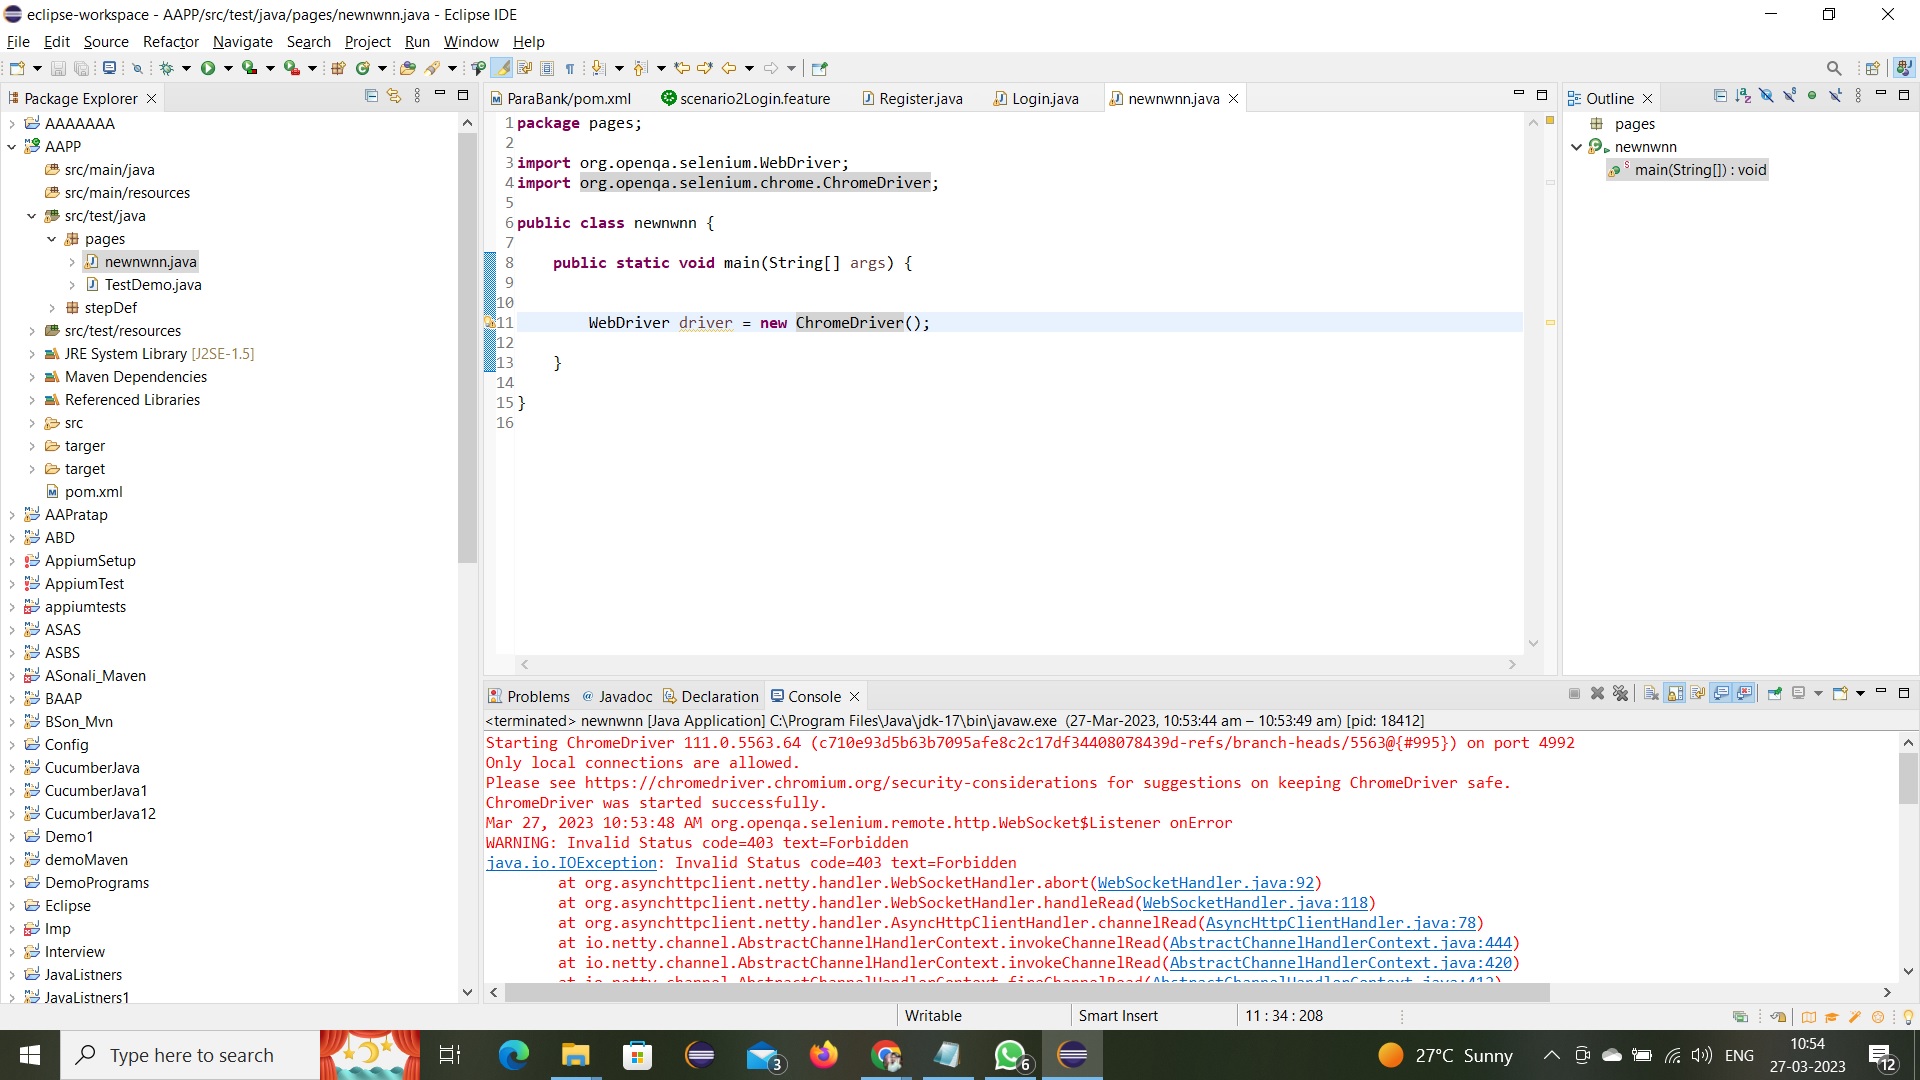 eclipse-workspace - AAPP/src/test/java/pages/newnwnn.java - Eclipse IDE
File Edit Source Refactor Navigate Search Project Run Window Help
Package Explorer
AAAAAAA
AAPP
src/main/java
src/main/resources
src/test/java
pages
newnwnn.java
TestDemo.java
stepDef
src/test/resources
JRE System Library [J2SE-1.5]
Maven Dependencies
Referenced Libraries
src
targer
target
pom.xml
AAPratap
ABD
AppiumSetup
AppiumTest
appiumtests
ASAS
ASBS
ASonali_Maven
BAAP
BSon_Mvn
Config
CucumberJava
CucumberJava1
CucumberJava12
Demo1
demoMaven
DemoPrograms
Eclipse
Imp
Interview
JavaListners
JavaListners1
ParaBank/pom.xml scenario2Login.feature Register.java Login.java newnwnn.java
1 package pages;
2
3 import org.openqa.selenium.WebDriver;
4 import org.openqa.selenium.chrome.ChromeDriver;
5
6 public class newnwnn {
7
8 public static void main(String[] args) {
9
10
11 WebDriver driver = new ChromeDriver();
12
13 }
14
15 }
16
Outline
pages
newnwnn
main(String[]) : void
Problems Javadoc Declaration Console
<terminated> newnwnn [Java Application] C:\Program Files\Java\jdk-17\bin\javaw.exe (27-Mar-2023, 10:53:44 am – 10:53:49 am) [pid: 18412]
Starting ChromeDriver 111.0.5563.64 (c710e93d5b63b7095afe8c2c17df34408078439d-refs/branch-heads/5563@{#995}) on port 4992
Only local connections are allowed.
Please see https://chromedriver.chromium.org/security-considerations for suggestions on keeping ChromeDriver safe.
ChromeDriver was started successfully.
Mar 27, 2023 10:53:48 AM org.openqa.selenium.remote.http.WebSocket$Listener onError
WARNING: Invalid Status code=403 text=Forbidden
java.io.IOException: Invalid Status code=403 text=Forbidden
at org.asynchttpclient.netty.handler.WebSocketHandler.abort(WebSocketHandler.java:92)
at org.asynchttpclient.netty.handler.WebSocketHandler.handleRead(WebSocketHandler.java:118)
at org.asynchttpclient.netty.handler.AsyncHttpClientHandler.channelRead(AsyncHttpClientHandler.java:78)
at io.netty.channel.AbstractChannelHandlerContext.invokeChannelRead(AbstractChannelHandlerContext.java:444)
at io.netty.channel.AbstractChannelHandlerContext.invokeChannelRead(AbstractChannelHandlerContext.java:420)
at io.netty.channel.AbstractChannelHandlerContext.fireChannelRead(AbstractChannelHandlerContext.java:412)
Writable Smart Insert 11 : 34 : 208
Type here to search
3
6
27°C Sunny
ENG
10:54
27-03-2023
12